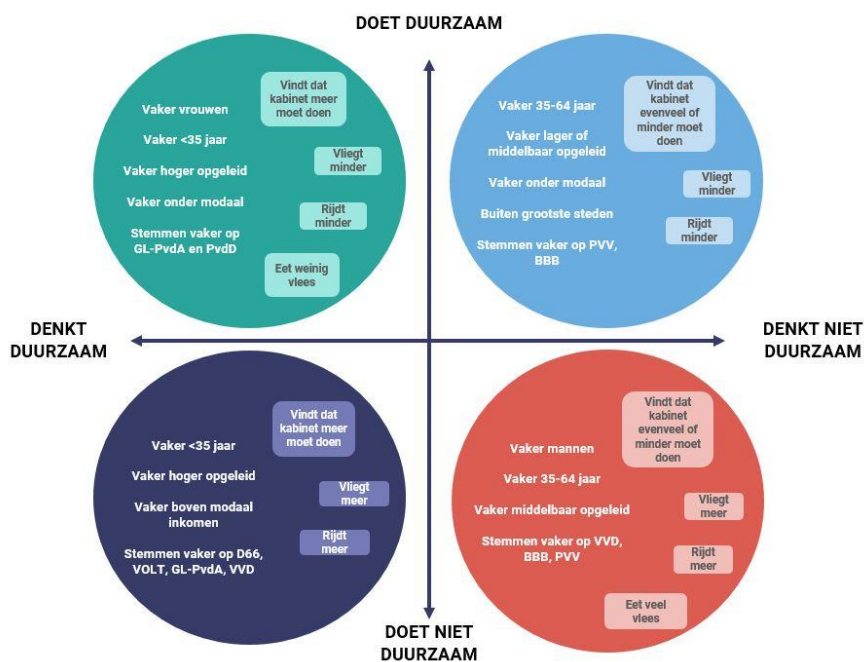 DOET DUURZAAM
Vindt dat
kabinet meer
moet doen
Vaker vrouwen
Vaker <35 jaar
Vliegt
minder
Vaker hoger opgeleid
Vaker onder modaal
Rijdt
minder
Stemmen vaker op
GL-PvdA en PvdD
Eet weinig
vlees
Vindt dat
kabinet
evenveel of
minder moet
doen
Vaker 35-64 jaar
Vaker lager of
middelbaar opgeleid
Vaker onder modaal
Vliegt
minder
Buiten grootste steden
Rijdt
minder
Stemmen vaker op PVV,
BBB
DENKT
DUURZAAM
DENKT NIET
DUURZAAM
Vindt dat
kabinet meer
moet doen
Vaker <35 jaar
Vaker hoger opgeleid
Vliegt
meer
Vaker boven modaal
inkomen
Rijdt
meer
Stemmen vaker op D66,
VOLT, GL-PvdA, VVD
Vindt dat
kabinet
evenveel of
minder moet
doen
Vaker mannen
Vaker 35-64 jaar
Vliegt
meer
Vaker middelbaar opgeleid
Stemmen vaker op VVD,
BBB, PVV
Rijdt
meer
Eet veel
vlees
DOET NIET
DUURZAAM